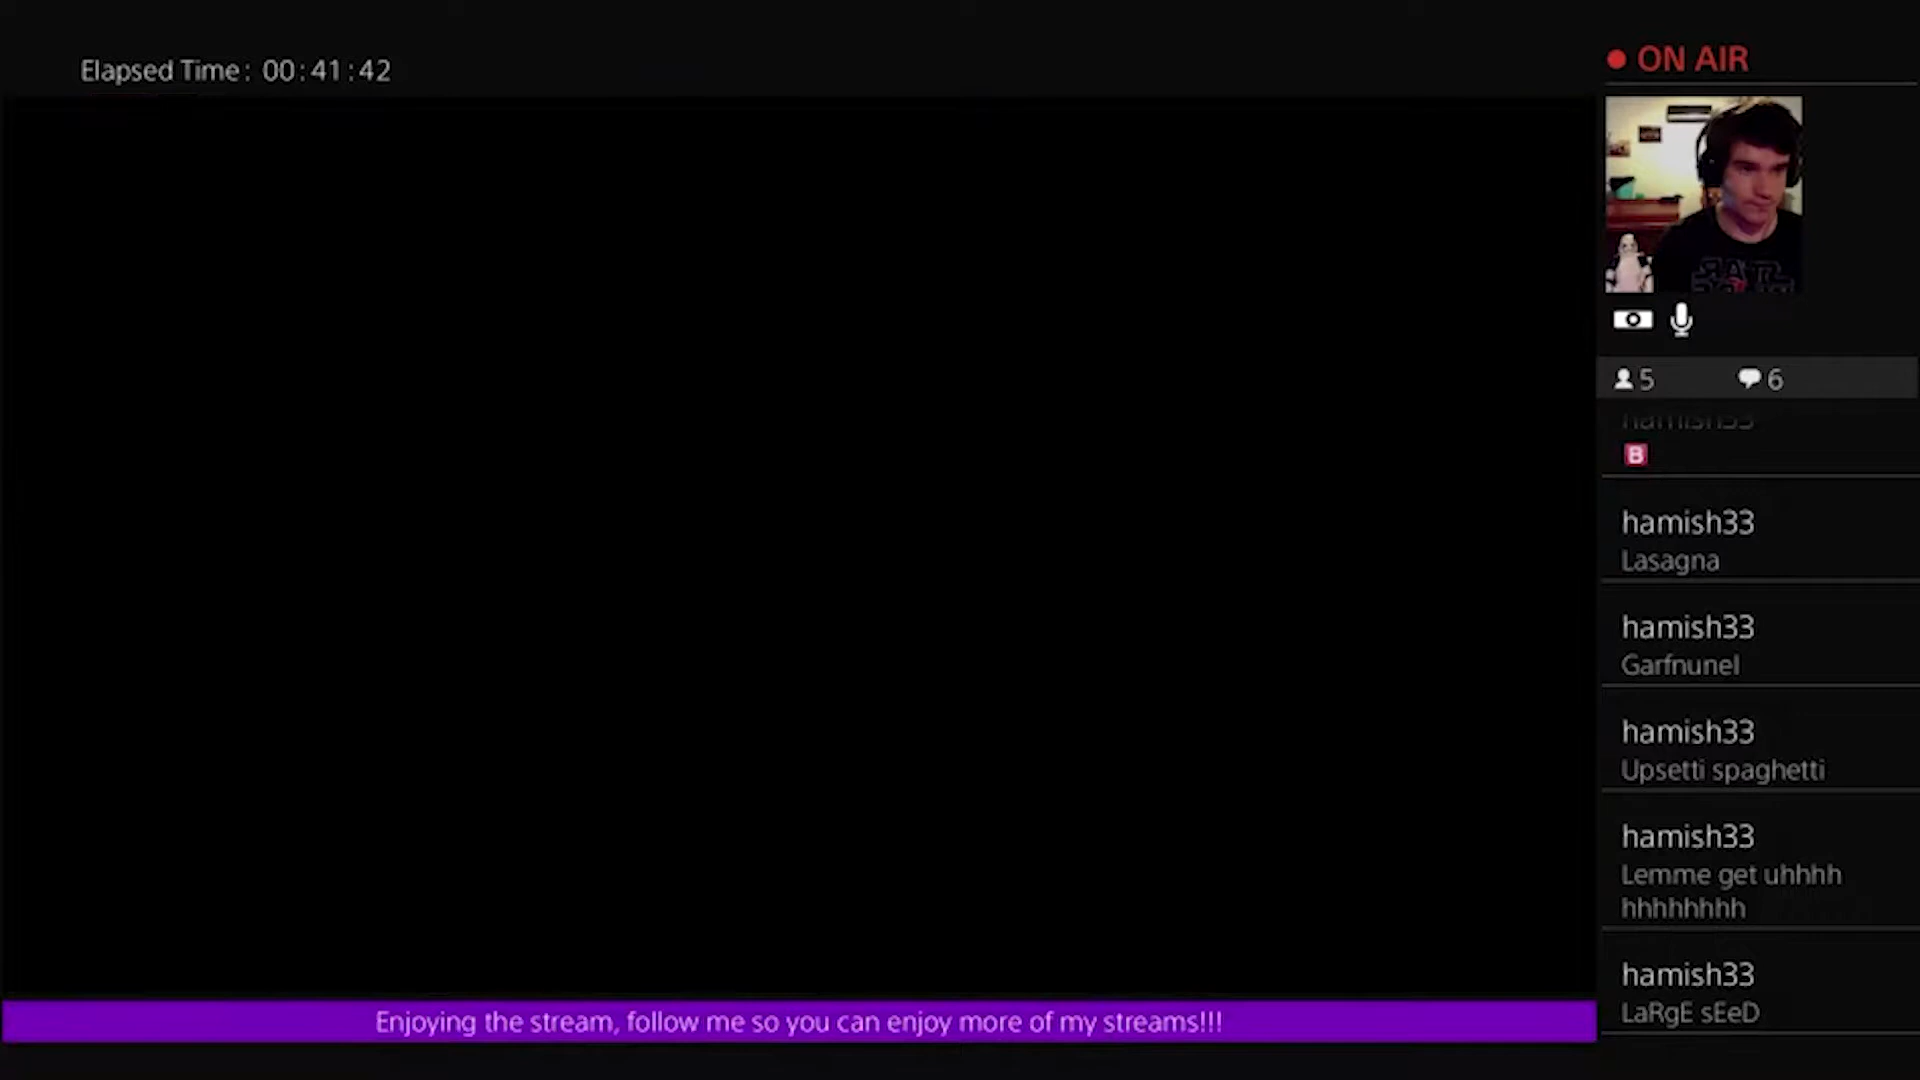 Elapsed Time: 00:41:42
ON AIR
5 6
hamish33
B
hamish33
Lasagna
hamish33
Garfnunel
hamish33
Upsetti spaghetti
hamish33
Lemme get uhhhh
hhhhhhhh
hamish33
LaRgE sEeD
Enjoying the stream, follow me so you can enjoy more of my streams!!!